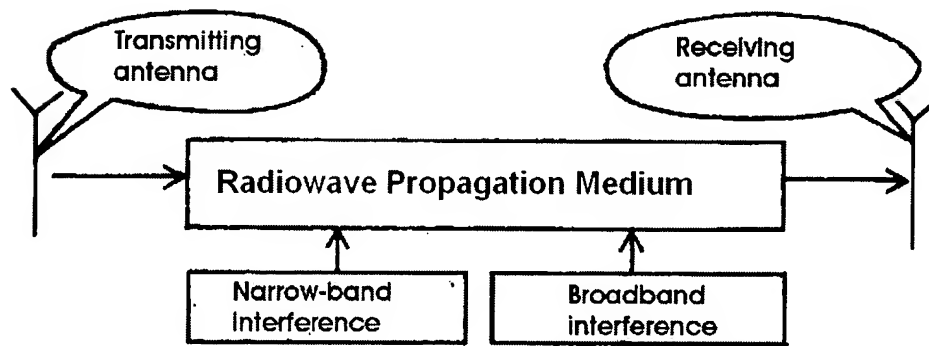 Transmitting
antenna
Receiving
antenna
Radiowave Propagation Medium
Narrow-band
Interference
Broadband
interference